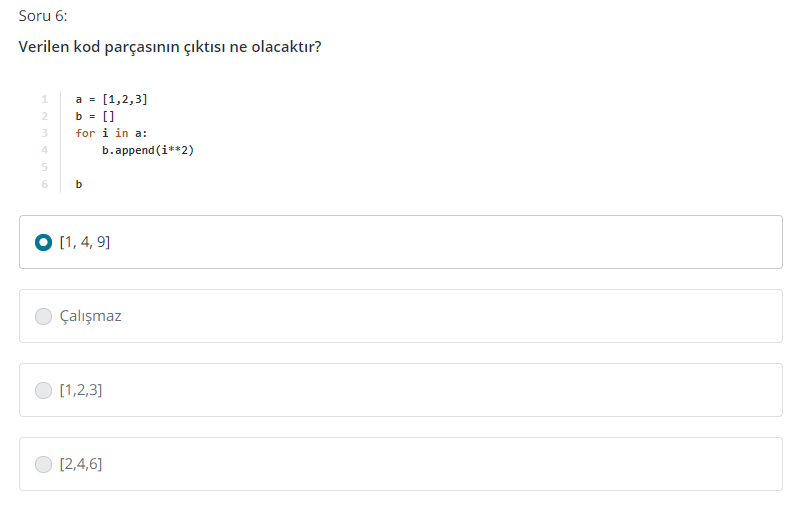 Soru 6:
Verilen kod parçasının çıktısı ne olacaktır?
1 a = [1,2,3]
2 b = []
3 for i in a:
4     b.append(i**2)
5
6 b
[1, 4, 9]
Çalışmaz
[1,2,3]
[2,4,6]